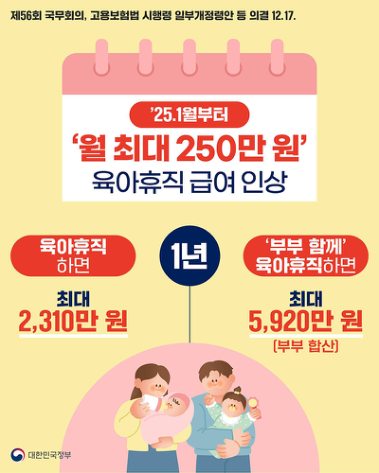 제56회 국무회의, 고용보험법 시행령 일부개정령안 등 의결 12.17.
’25.1월부터
‘월 최대 250만 원’
육아휴직 급여 인상
육아휴직
하면
최대
2,310만 원
1년
‘부부 함께’
육아휴직하면
최대
5,920만 원
(부부 합산)
대한민국정부